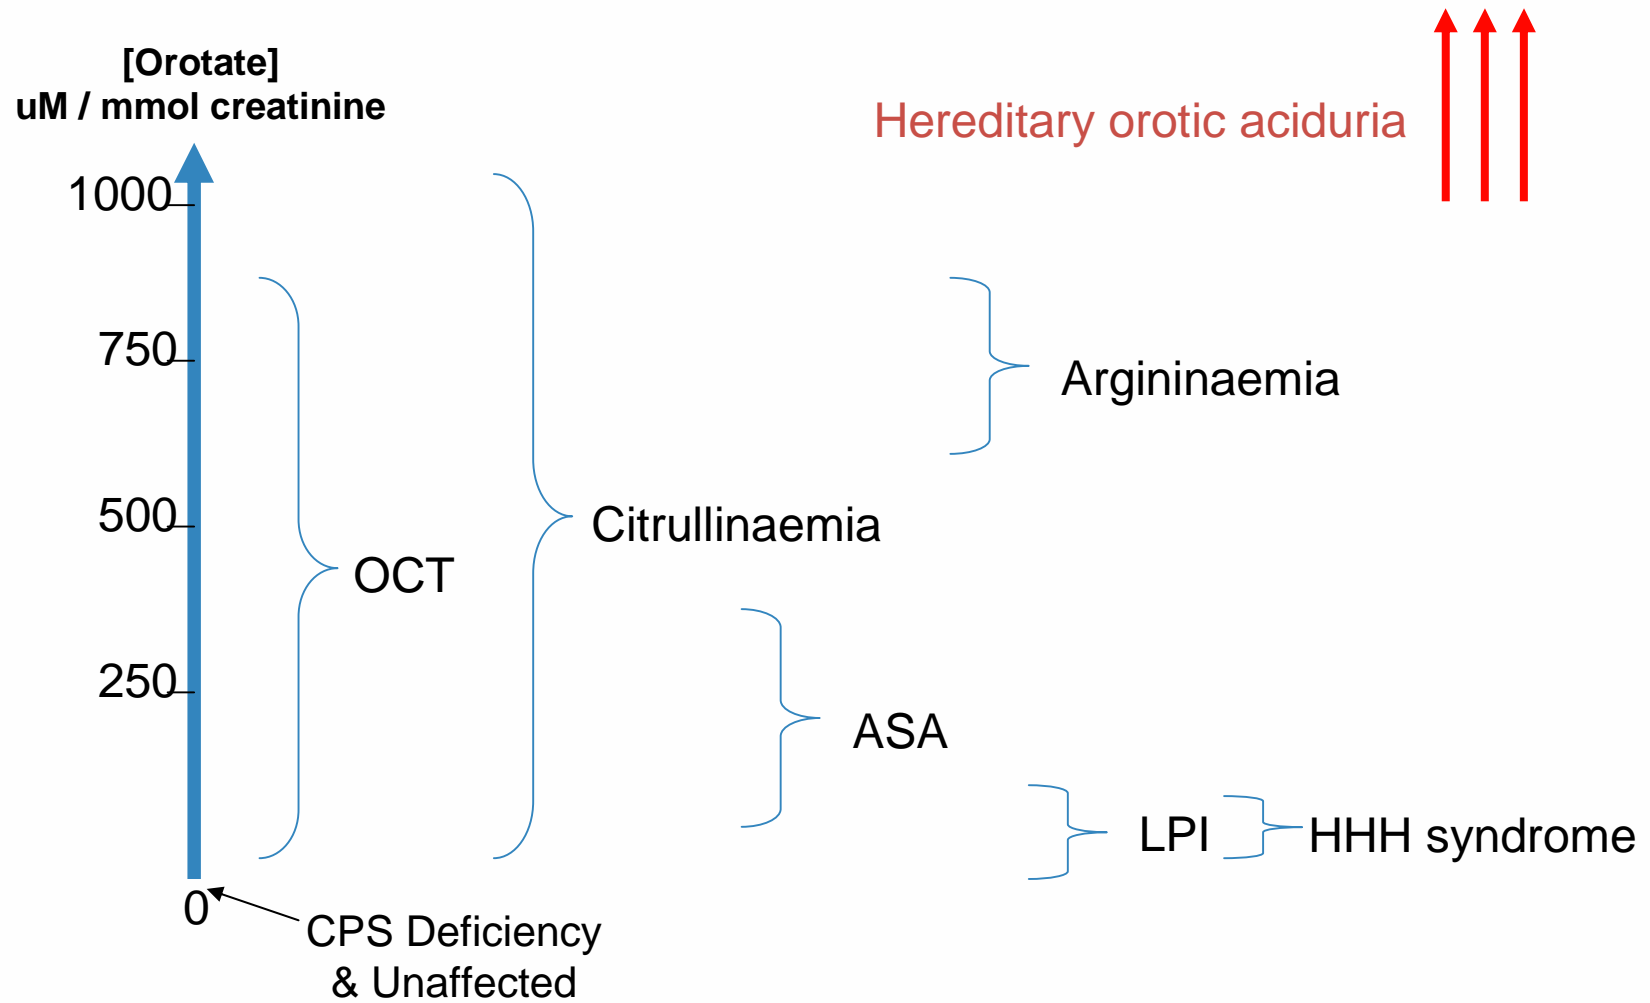 [Orotate]
uM / mmol creatinine
Hereditary orotic aciduria
1000
750
500
250
0
Argininaemia
Citrullinaemia
OCT
ASA
LPI
HHH syndrome
CPS Deficiency
& Unaffected